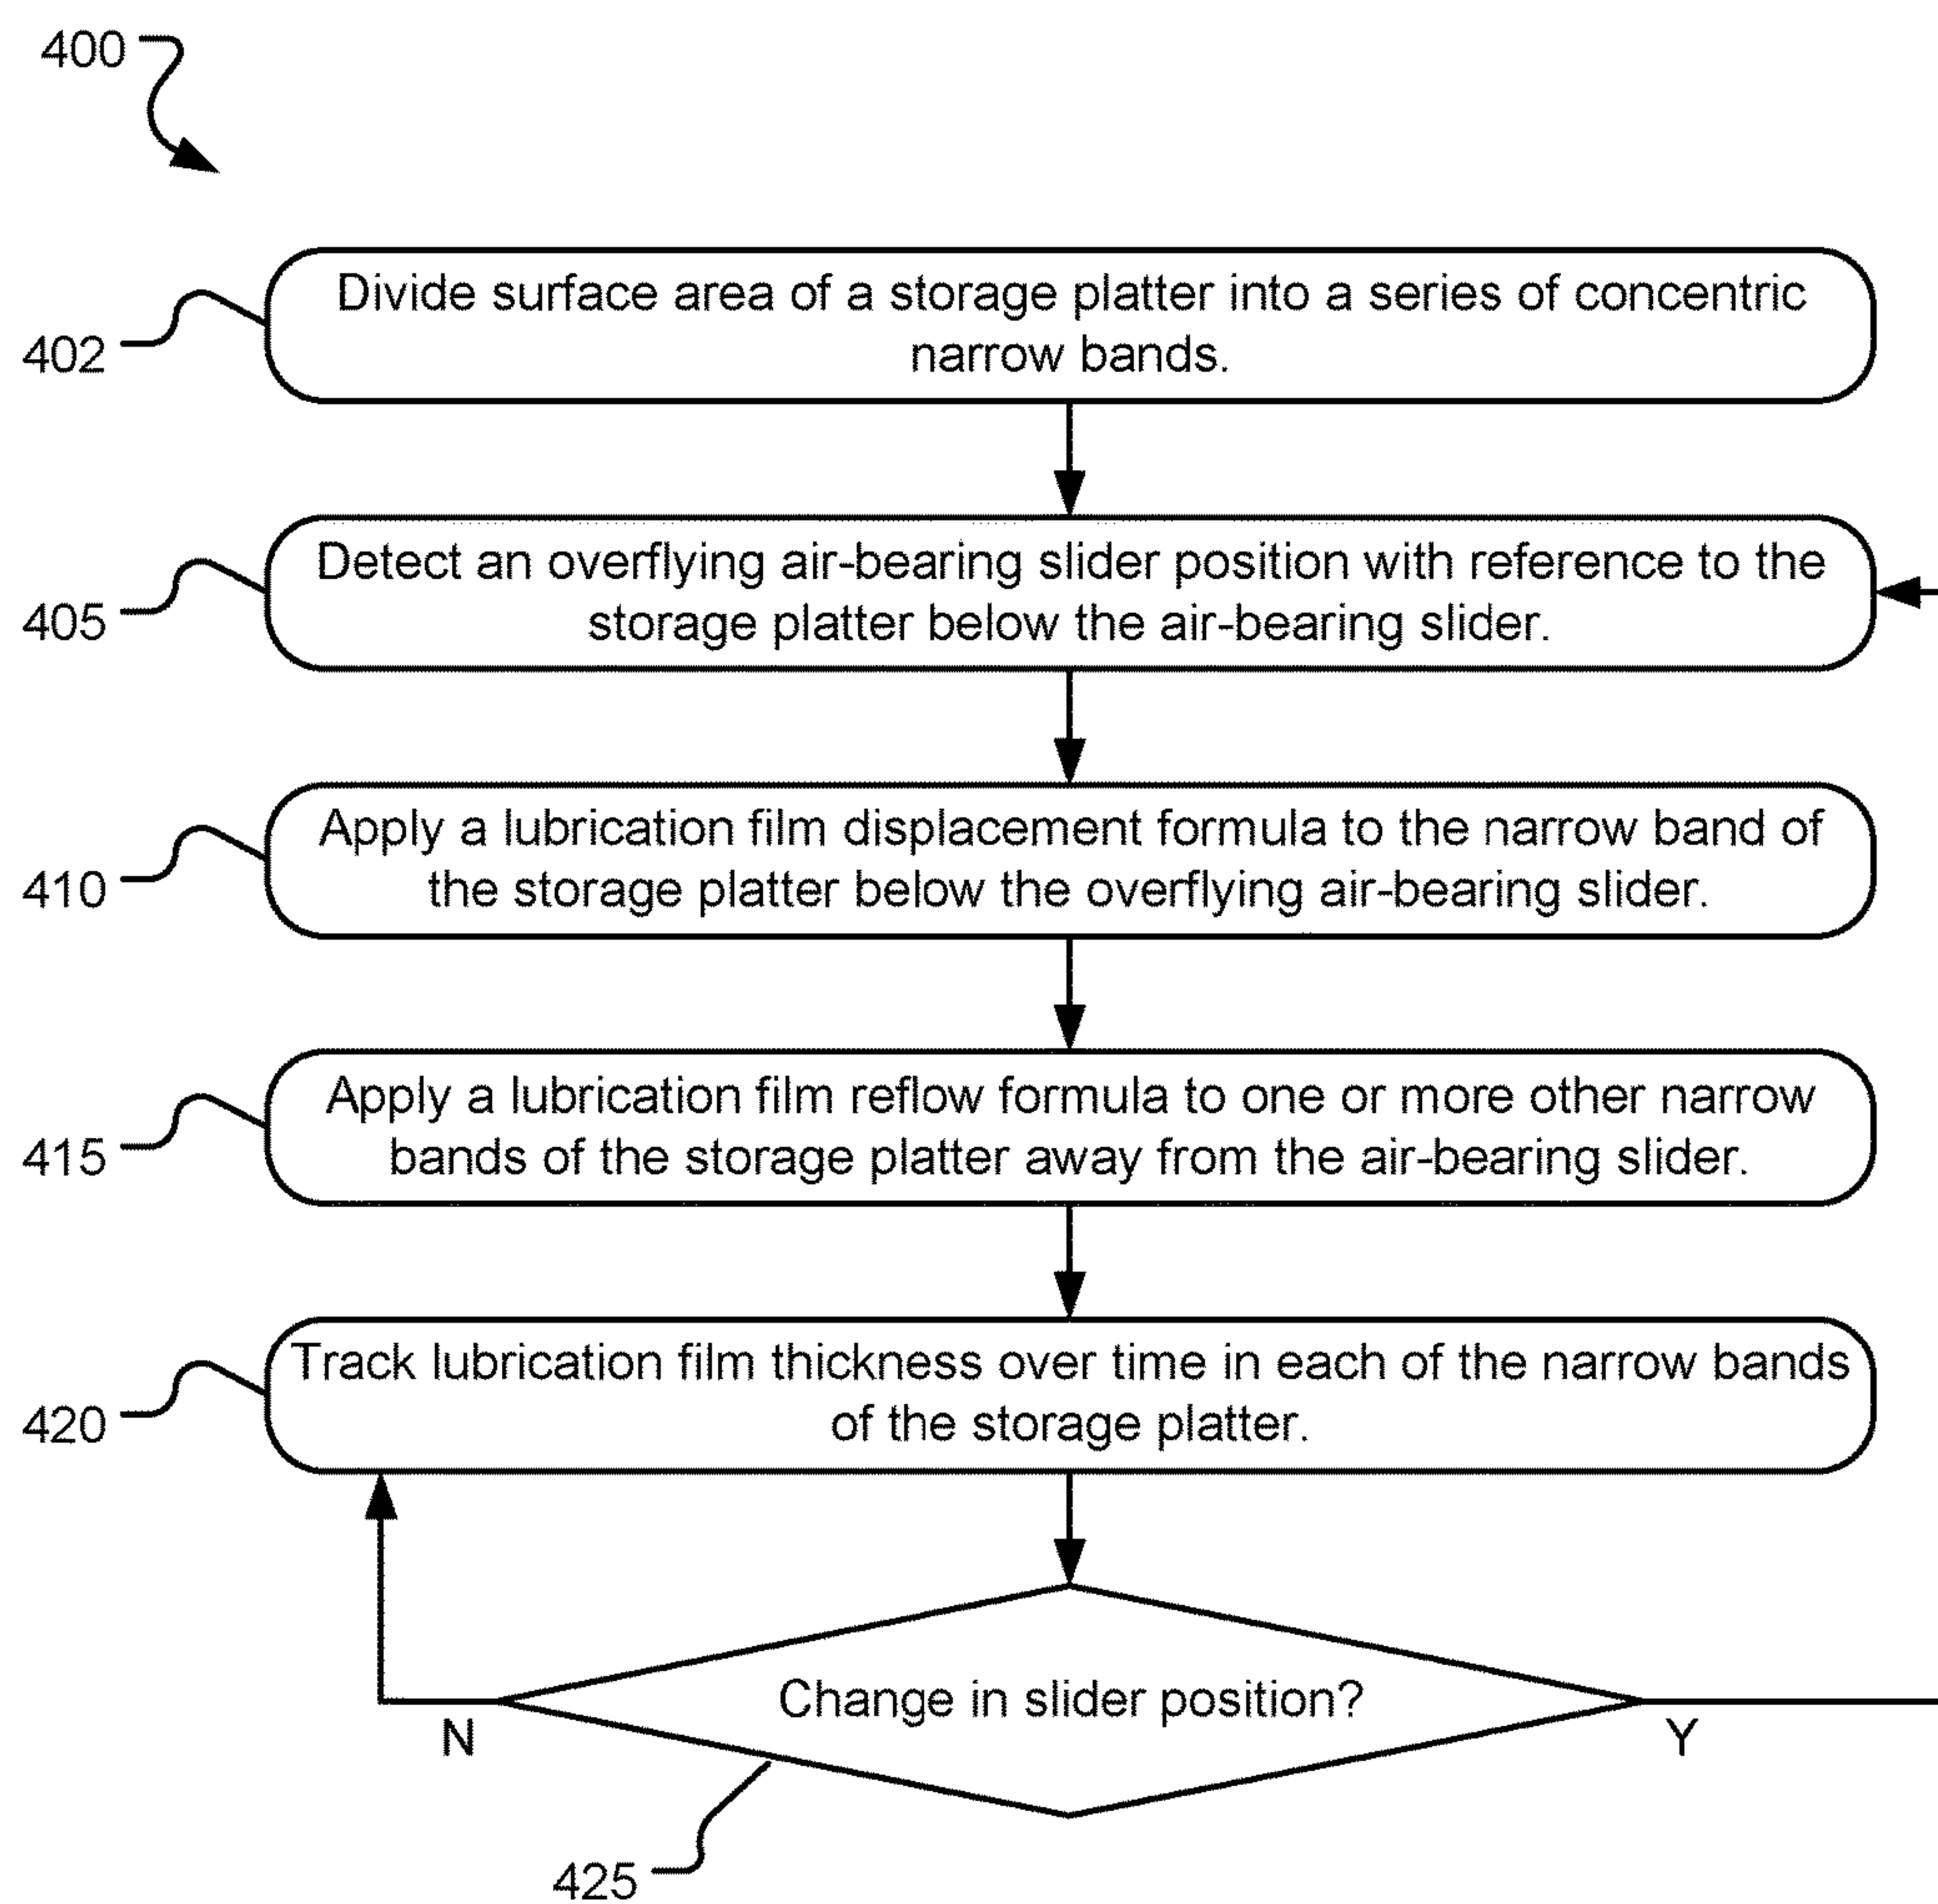 400
Divide surface area of a storage platter into a series of concentric
narrow bands.
402
Detect an overflying air-bearing slider position with reference to the
storage platter below the air-bearing slider.
405
Apply a lubrication film displacement formula to the narrow band of
the storage platter below the overflying air-bearing slider.
410
Apply a lubrication film reflow formula to one or more other narrow
bands of the storage platter away from the air-bearing slider.
415
Track lubrication film thickness over time in each of the narrow bands
of the storage platter.
420
Change in slider position?
N
Y
425